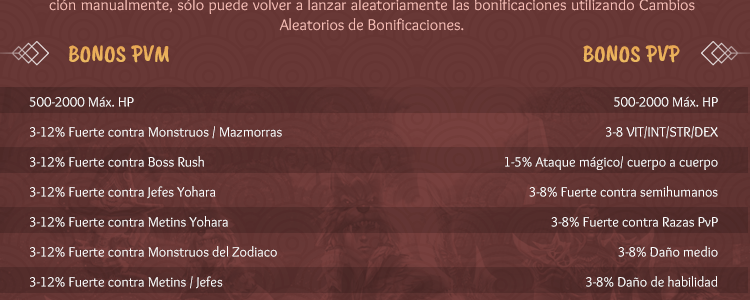 ción manualmente, sólo puede volver a lanzar aleatoriamente las bonificaciones utilizando Cambios
Aleatorios de Bonificaciones.
BONOS PVM
BONOS PVP
500-2000 Máx. HP
500-2000 Máx. HP
3-12% Fuerte contra Monstruos / Mazmorras
3-8 VIT/INT/STR/DEX
3-12% Fuerte contra Boss Rush
1-5% Ataque mágico/ cuerpo a cuerpo
3-12% Fuerte contra Jefes Yohara
3-8% Fuerte contra semihumanos
3-12% Fuerte contra Metins Yohara
3-8% Fuerte contra Razas PvP
3-12% Fuerte contra Monstruos del Zodiaco
3-8% Daño medio
3-12% Fuerte contra Metins / Jefes
3-8% Daño de habilidad